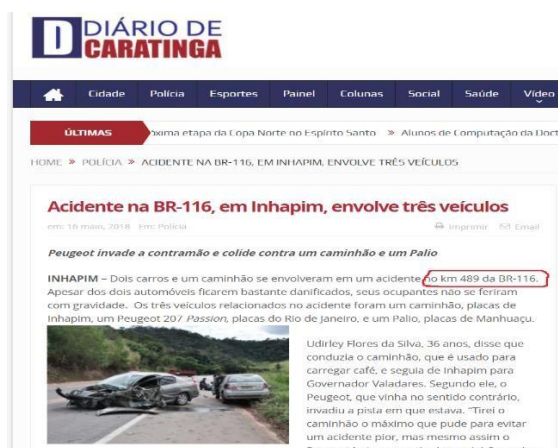 DIÁRIO DE
CARATINGA
Cidade Polícia Esportes Painel Colunas Social Saúde Vídeo
ÚLTIMAS óxima etapa da Copa Norte no Espírito Santo » Alunos de Computação da Doct
HOME » POLÍCIA » ACIDENTE NA BR-116, EM INHAPIM, ENVOLVE TRÊS VEÍCULOS
Acidente na BR-116, em Inhapim, envolve três veículos
em: 16 maio, 2018 Em: Polícia Imprimir Email
Peugeot invade a contramão e colide contra um caminhão e um Palio
INHAPIM – Dois carros e um caminhão se envolveram em um acidente no km 489 da BR-116.
Apesar dos dois automóveis ficarem bastante danificados, seus ocupantes não se feriram
com gravidade. Os três veículos relacionados no acidente foram um caminhão, placas de
Inhapim, um Peugeot 207 Passion, placas do Rio de Janeiro, e um Palio, placas de Manhuaçu.
Udirley Flores da Silva, 36 anos, disse que
conduzia o caminhão, que é usado para
carregar café, e seguia de Inhapim para
Governador Valadares. Segundo ele, o
Peugeot, que vinha no sentido contrário,
invadiu a pista em que estava. “Tirei o
caminhão o máximo que pude para evitar
um acidente pior, mas mesmo assim o